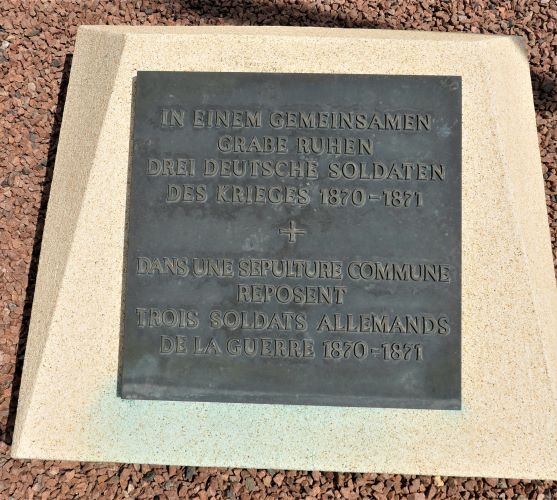 IN EINEM GEMEINSAMEN
GRABE RUHEN
DREI DEUTSCHE SOLDATEN
DES KRIEGES 1870-1871
DANS UNE SEPULTURE COMMUNE
REPOSENT
TROIS SOLDATS ALLEMANDS
DE LA GUERRE 1870-1871